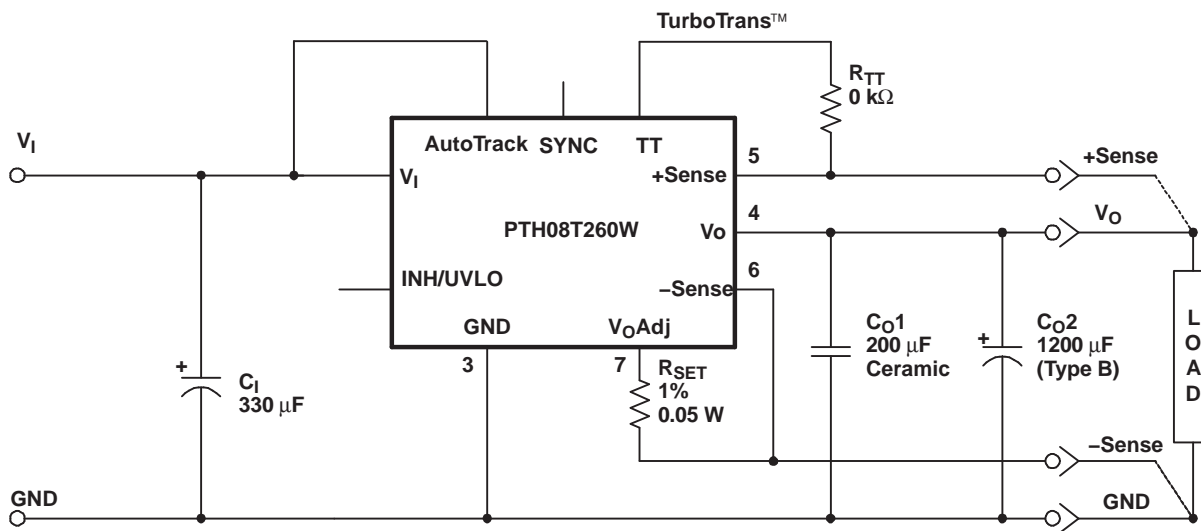 TurboTrans™
R_TT
0 kΩ
V_I
AutoTrack SYNC TT
5
+Sense
V_I
+Sense
4
V_O
PTH08T260W
Vo
6
INH/UVLO
−Sense
GND
V_OAdj
3
7
R_SET
1%
0.05 W
C_O1
200 μF
Ceramic
C_O2
+
1200 μF
(Type B)
LOAD
+
C_I
330 μF
−Sense
GND
GND